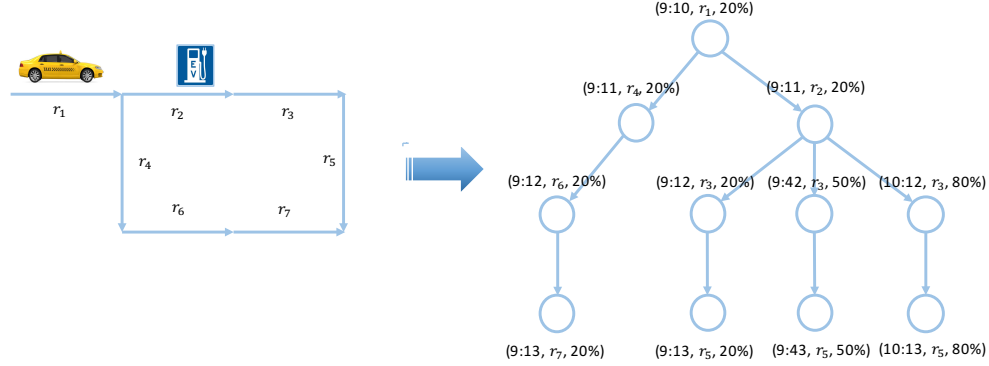 (9:10, r₁, 20%)
EV
TAXI
r₁
r₂
r₃
r₄
r₅
r₆
r₇
(9:11, r₄, 20%)
(9:11, r₂, 20%)
(9:12, r₆, 20%)
(9:12, r₃, 20%)
(9:42, r₃, 50%)
(10:12, r₃, 80%)
(9:13, r₇, 20%)
(9:13, r₅, 20%)
(9:43, r₅, 50%)
(10:13, r₅, 80%)